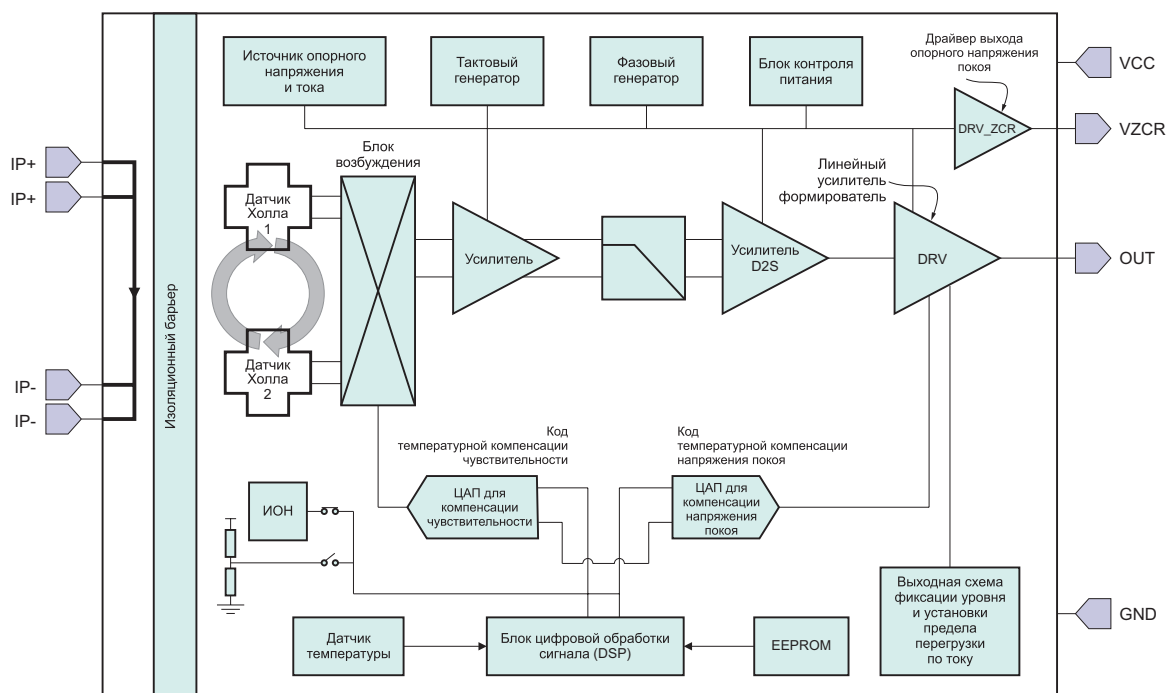 Источник опорного
напряжения
и тока
Тактовый
генератор
Фазовый
генератор
Блок контроля
питания
Драйвер выхода
опорного напряжения
покоя
VCC
DRV_ZCR
VZCR
IP+
IP+
Изоляционный барьер
Датчик
Холла
1
Блок
возбуждения
Усилитель
Усилитель
D2S
Линейный
усилитель
формирователь
DRV
OUT
Датчик
Холла
2
IP-
IP-
Код
температурной компенсации
чувствительности
Код
температурной компенсации
напряжения покоя
ЦАП для
компенсации
чувствительности
ЦАП для
компенсации
напряжения
покоя
ИОН
Выходная схема
фиксации уровня
и установки
предела
перегрузки
по току
GND
Датчик
температуры
Блок цифровой обработки
сигнала (DSP)
EEPROM